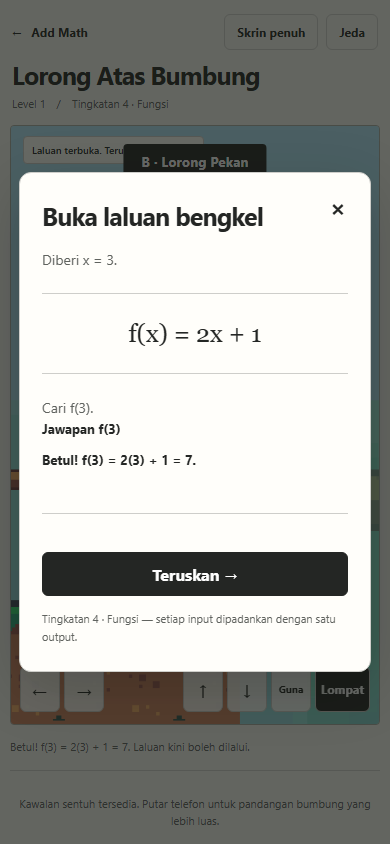 ← Add Math
Skrin penuh
Jeda
Lorong Atas Bumbung
Level 1 / Tingkatan 4 · Fungsi
B · Lorong Pekan
Buka laluan bengkel
×
Diberi x = 3.
f(x) = 2x + 1
Cari f(3).
Jawapan f(3)
Betul! f(3) = 2(3) + 1 = 7.
Teruskan →
Tingkatan 4 · Fungsi — setiap input dipadankan dengan satu
output.
← → ↑ ↓ Guna Lompat
Betul! f(3) = 2(3) + 1 = 7. Laluan kini boleh dilalui.
Kawalan sentuh tersedia. Putar telefon untuk pandangan bumbung yang
lebih luas.